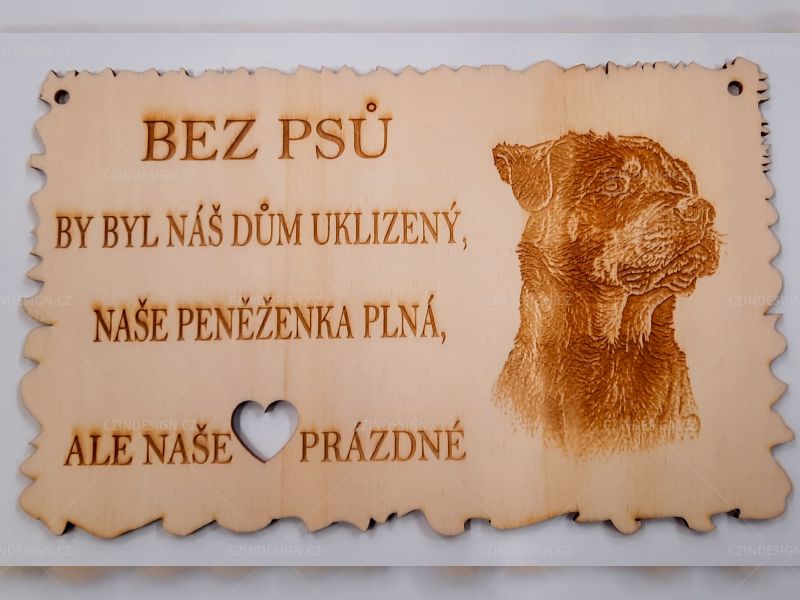 BEZ PSŮ
BY BYL NÁŠ DŮM UKLIZENÝ,
NAŠE PENĚŽENKA PLNÁ,
ALE NAŠE PRÁZDNÉ
CZINDESIGN.CZ